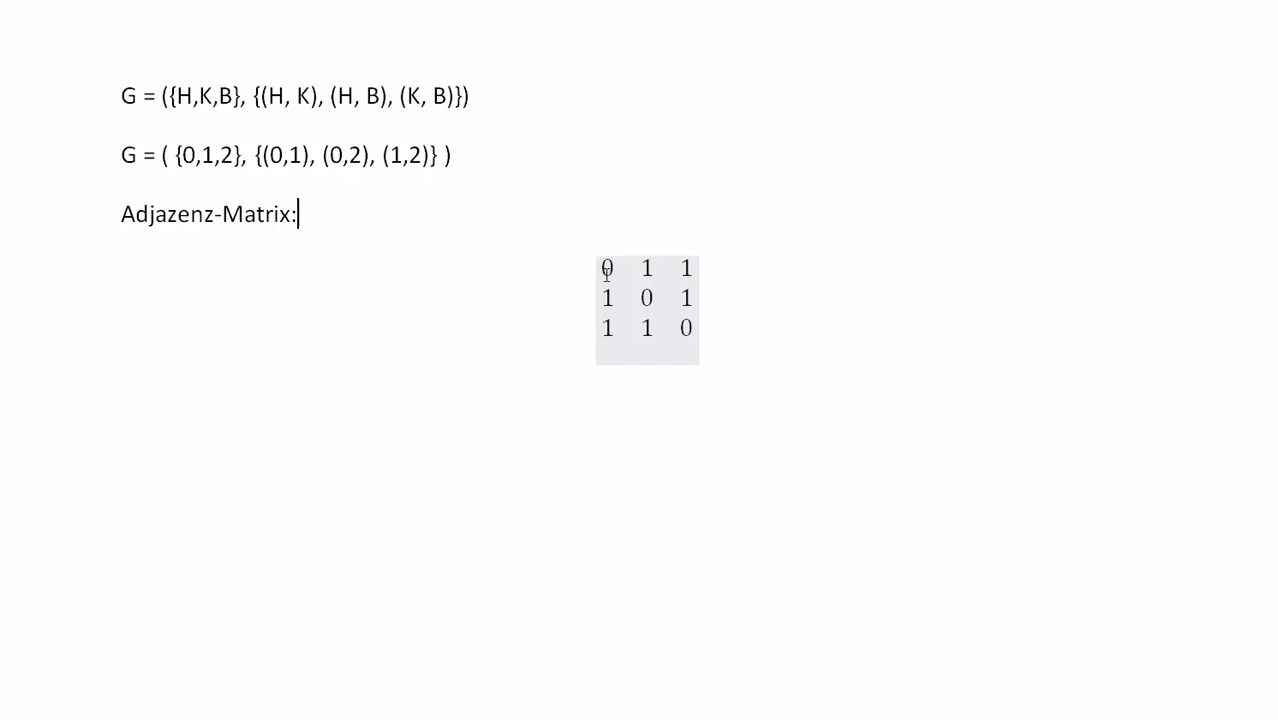 G = ({H,K,B}, {(H, K), (H, B), (K, B)})
G = ( {0,1,2}, {(0,1), (0,2), (1,2)} )
Adjazenz-Matrix:
0 1 1
1 0 1
1 1 0